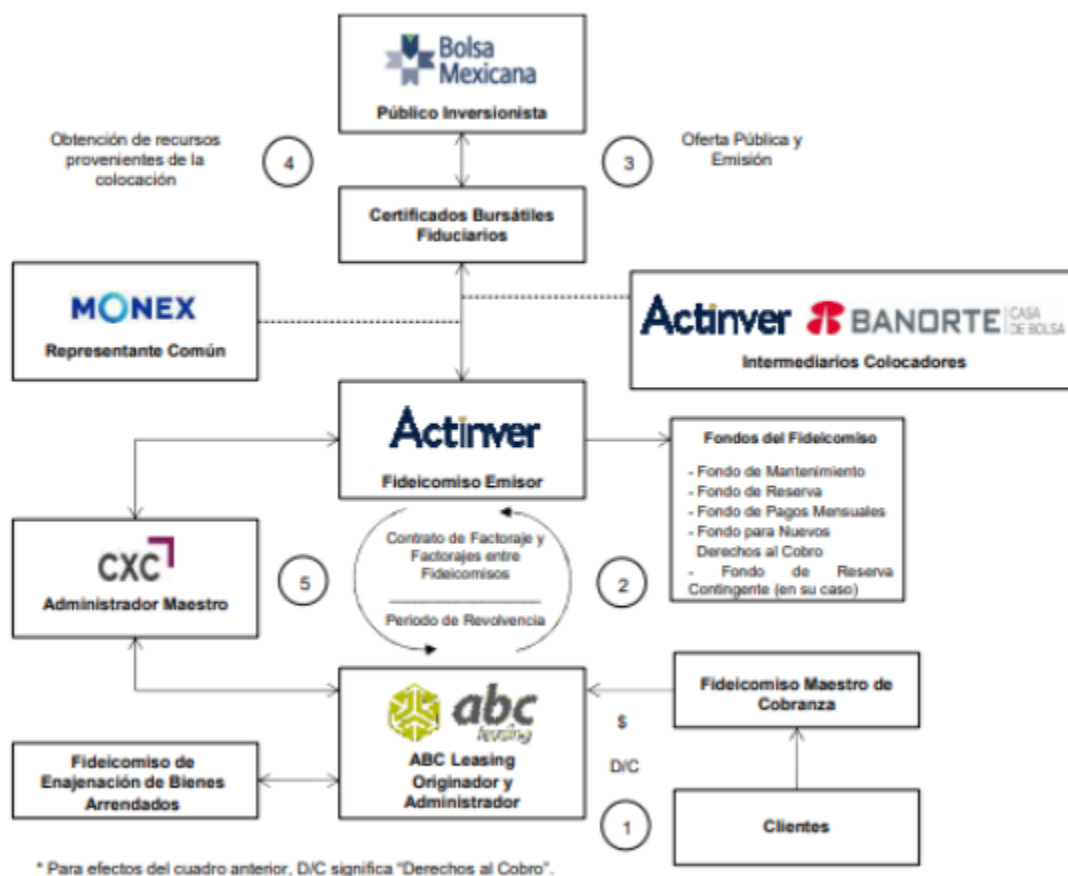 Bolsa
Mexicana
Público Inversionista
Obtención de recursos
provenientes de la
colocación
4
3
Oferta Pública y
Emisión
Certificados Bursátiles
Fiduciarios
MONEX
Representante Común
Actinver BANORTE CASA
DE BOLSA
Intermediarios Colocadores
Actinver
Fideicomiso Emisor
Fondos del Fideicomiso
- Fondo de Mantenimiento
- Fondo de Reserva
- Fondo de Pagos Mensuales
- Fondo para Nuevos
Derechos al Cobro
- Fondo de Reserva
Contingente (en su caso)
CXC
Administrador Maestro
5
Contrato de Factoraje y
Factorajes entre
Fideicomisos
Periodo de Revolvencia
2
abc
leasing
ABC Leasing
Originador y
Administrador
Fideicomiso Maestro de
Cobranza
$
D/C
1
Fideicomiso de
Enajenación de Bienes
Arrendados
Clientes
* Para efectos del cuadro anterior, D/C significa "Derechos al Cobro".